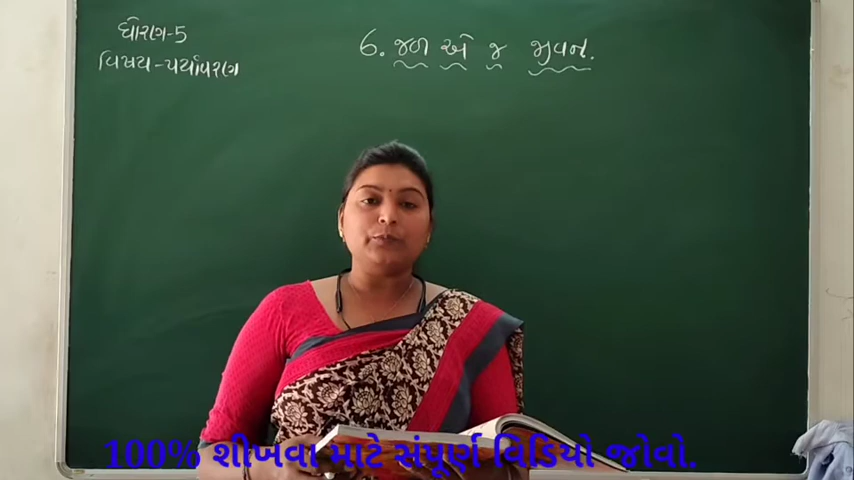 ધોરણ-5
વિષય-પર્યાવરણ
6. જળ એ જ જીવન.
100% શીખવા માટે સંપૂર્ણ વિડિયો જોવો.